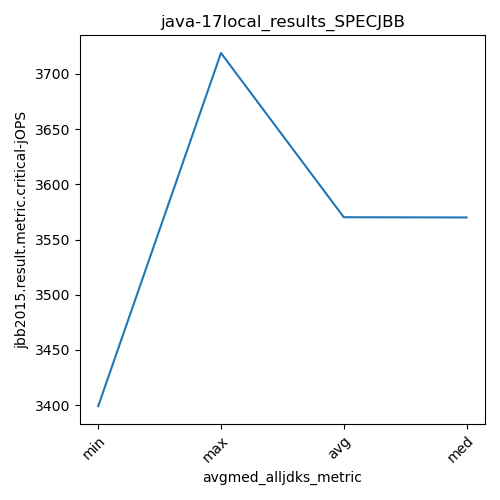 java-17local_results_SPECJBB
jbb2015.result.metric.critical-jOPS
3700
3650
3600
3550
3500
3450
3400
min
max
avg
med
avgmed_alljdks_metric